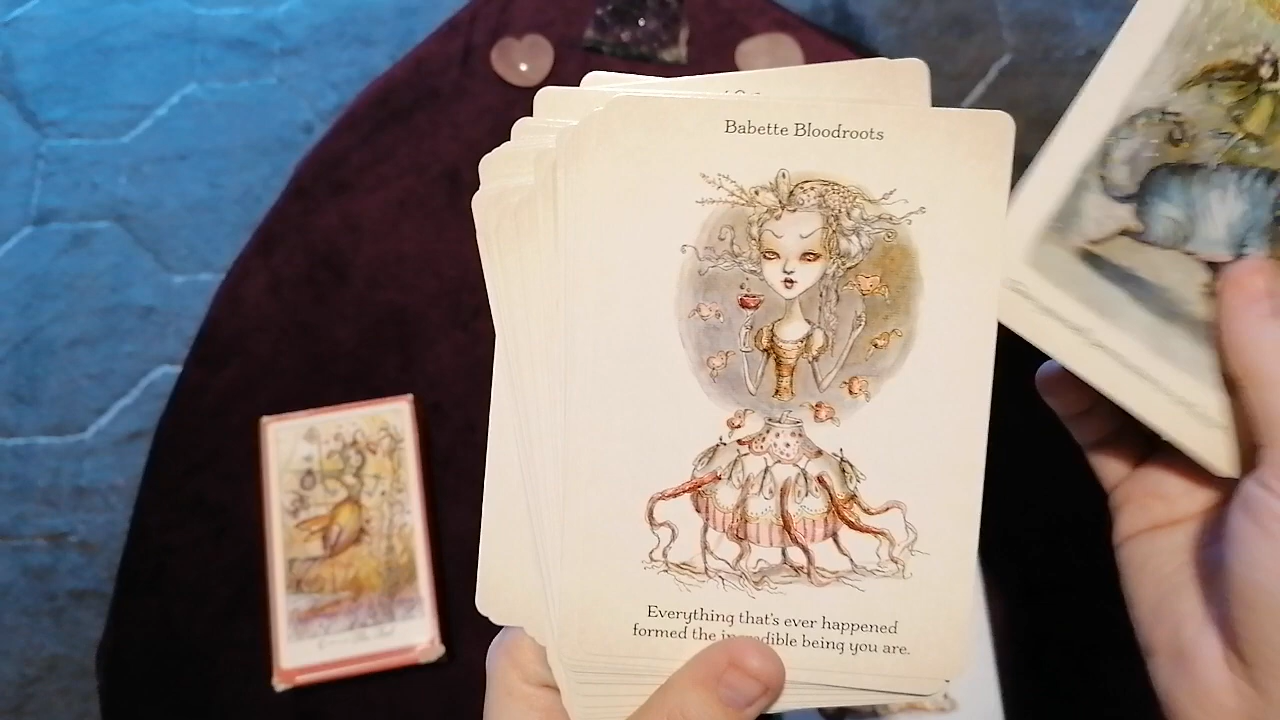 Babette Bloodroots
Everything that's ever happened
formed the incredible being you are.